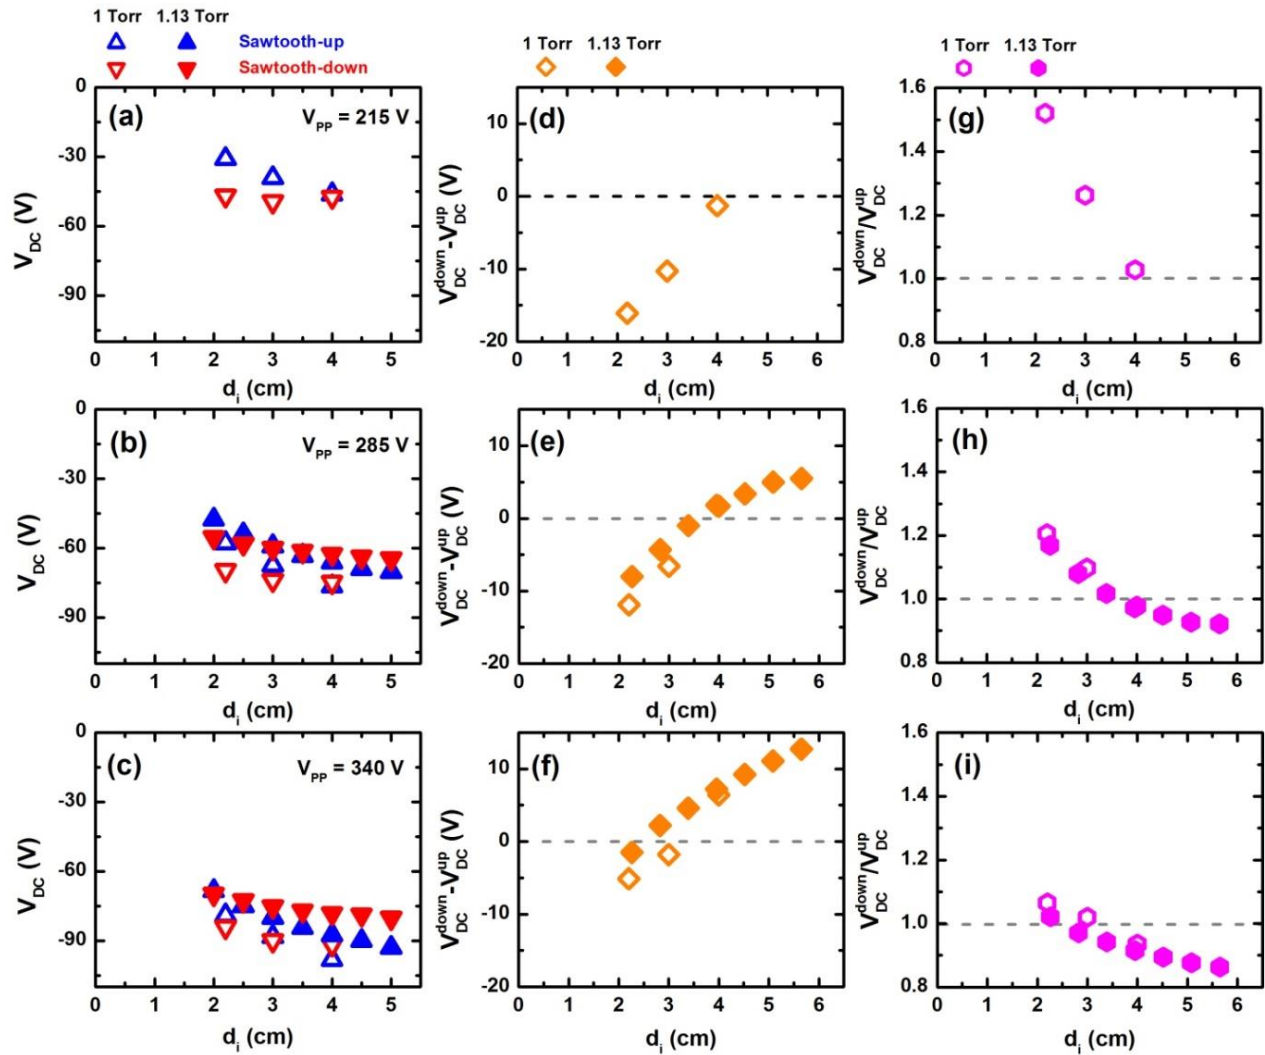 1 Torr 1.13 Torr
Sawtooth-up
Sawtooth-down
1 Torr 1.13 Torr
1 Torr 1.13 Torr
(a) V_PP = 215 V
0
-30
-60
-90
V_DC (V)
0 1 2 3 4 5
d_i (cm)
(d)
10
0
-10
-20
V_DC^down-V_DC^up (V)
0 1 2 3 4 5 6
d_i (cm)
(g)
1.6
1.4
1.2
1.0
0.8
V_DC^down/V_DC^up
0 1 2 3 4 5 6
d_i (cm)
(b) V_PP = 285 V
0
-30
-60
-90
V_DC (V)
0 1 2 3 4 5
d_i (cm)
(e)
10
0
-10
-20
V_DC^down-V_DC^up (V)
0 1 2 3 4 5 6
d_i (cm)
(h)
1.6
1.4
1.2
1.0
0.8
V_DC^down/V_DC^up
0 1 2 3 4 5 6
d_i (cm)
(c) V_PP = 340 V
0
-30
-60
-90
V_DC (V)
0 1 2 3 4 5
d_i (cm)
(f)
10
0
-10
-20
V_DC^down-V_DC^up (V)
0 1 2 3 4 5 6
d_i (cm)
(i)
1.6
1.4
1.2
1.0
0.8
V_DC^down/V_DC^up
0 1 2 3 4 5 6
d_i (cm)